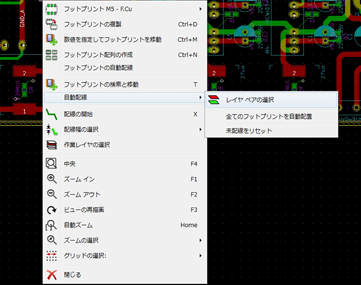 フットプリント M5 - F.Cu
フットプリントの複製 Ctrl+D
数値を指定してフットプリントを移動 Ctrl+M
フットプリント配列の作成 Ctrl+N
フットプリントの自動配線
フットプリントの検索と移動 T
自動配線
レイヤ ペアの選択
全てのフットプリントを自動配置
未配線をリセット
配線の開始 X
配線幅の選択
作業レイヤの選択
中央 F4
ズーム イン F1
ズーム アウト F2
ビューの再描画 F3
自動ズーム Home
ズームの選択
グリッドの選択:
閉じる
GND_A
2
1
2
2
1